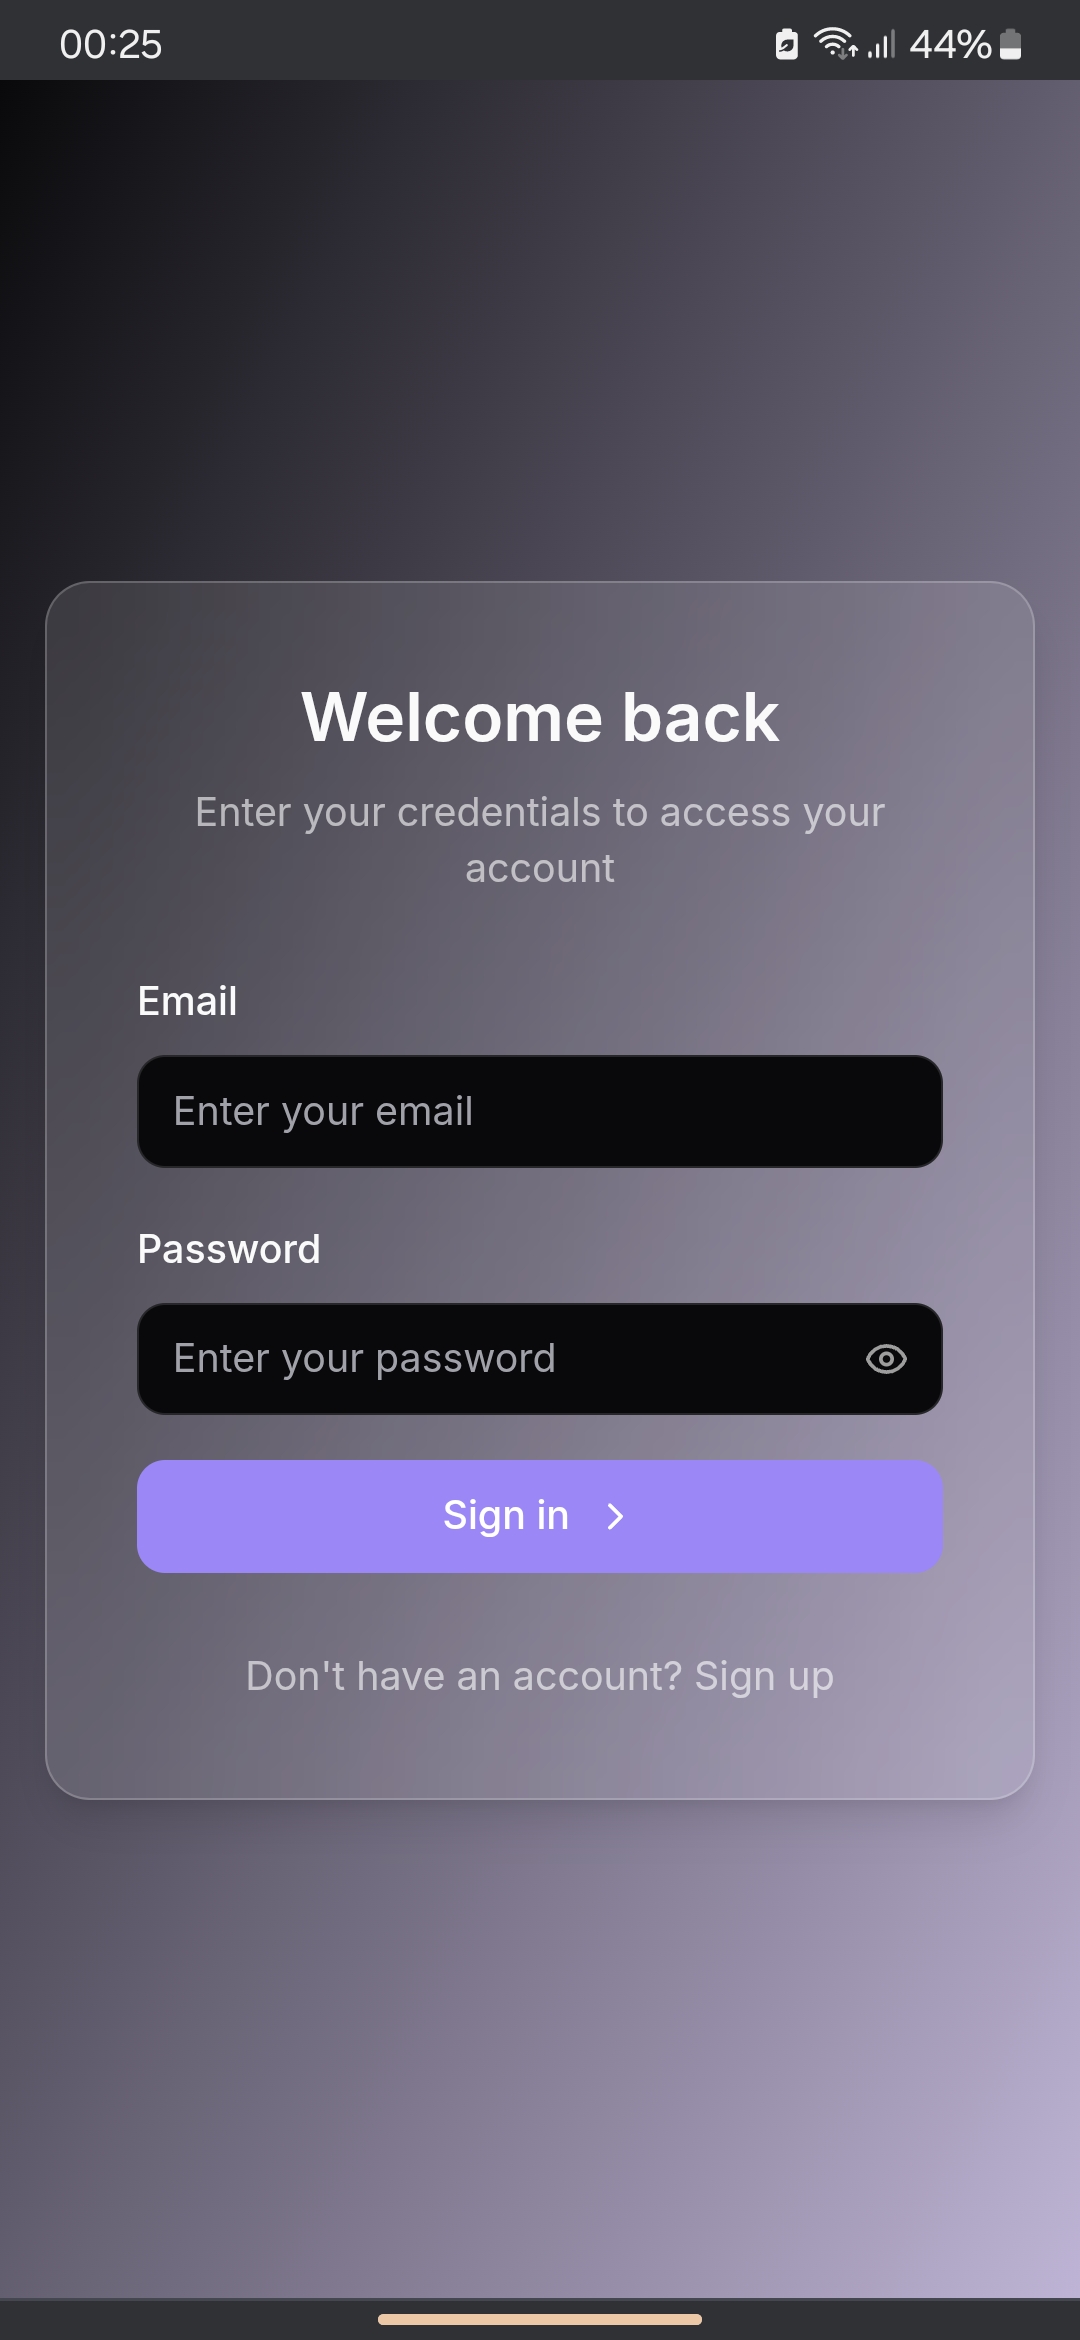 00:25
44%
Welcome back
Enter your credentials to access your
account
Email
Enter your email
Password
Enter your password
Sign in
Don't have an account? Sign up